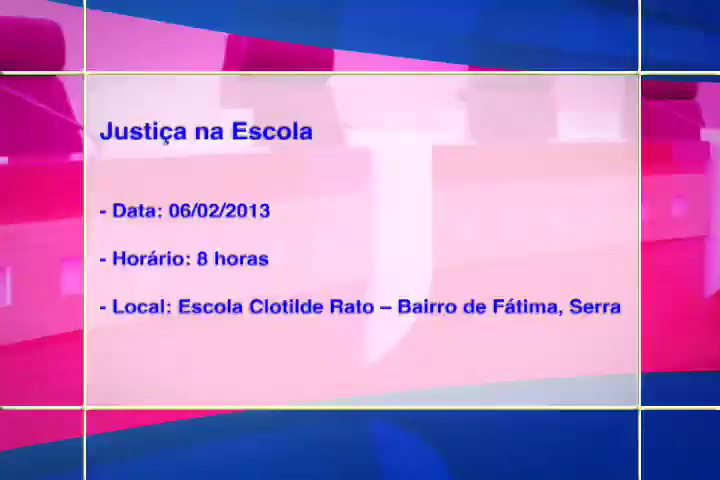 Justiça na Escola
- Data: 06/02/2013
- Horário: 8 horas
- Local: Escola Clotilde Rato – Bairro de Fátima, Serra